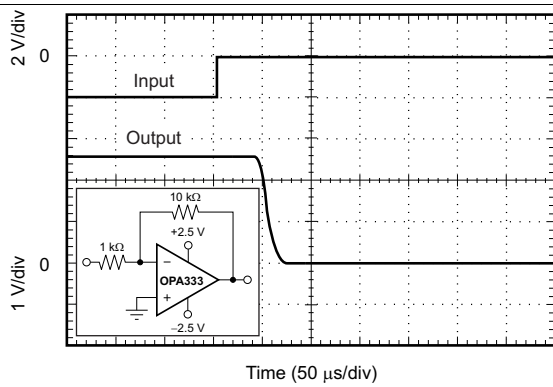 2 V/div
0
Input
Output
10 kΩ
+2.5 V
1 kΩ
−
OPA333
+
−2.5 V
1 V/div
0
Time (50 μs/div)